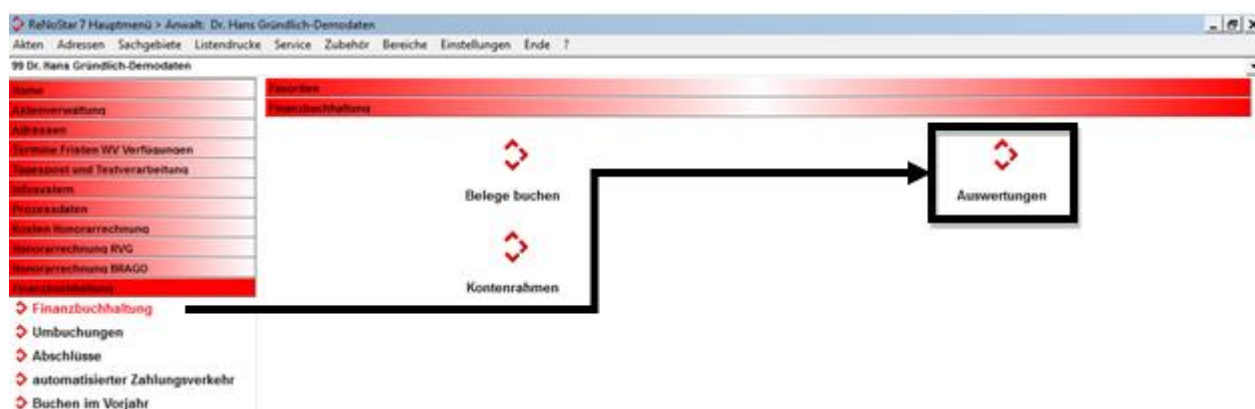 ReNoStar 7 Hauptmenü > Anwalt: Dr. Hans Gründlich-Demodaten
Akten Adressen Sachgebiete Listendrucke Service Zubehör Bereiche Einstellungen Ende ?
99 Dr. Hans Gründlich-Demodaten
Home
Aktenverwaltung
Adressen
Termine Fristen WV Verfügungen
Tagespost und Textverarbeitung
Infosystem
Prozessdaten
Kosten Honorarrechnung
Honorarrechnung RVG
Honorarrechnung BRAGO
Finanzbuchhaltung
Finanzbuchhaltung
Umbuchungen
Abschlüsse
automatisierter Zahlungsverkehr
Buchen im Vorjahr
Favoriten
Finanzbuchhaltung
Belege buchen
Auswertungen
Kontenrahmen